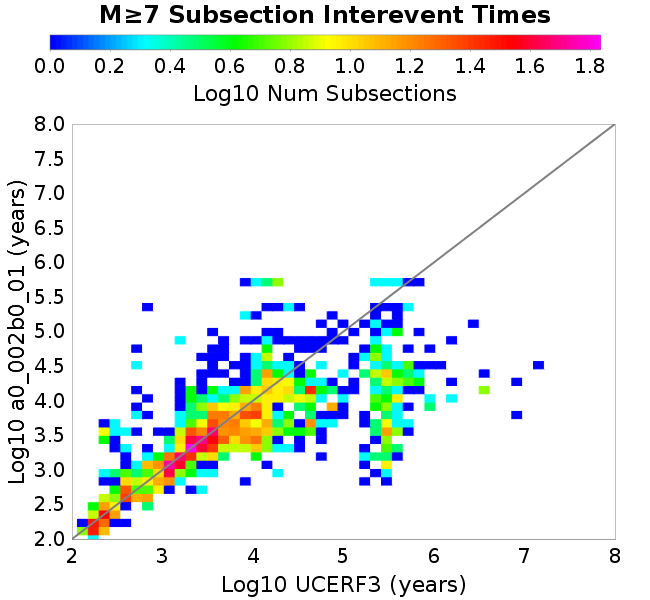 M≥7 Subsection Interevent Times
0.0 0.2 0.4 0.6 0.8 1.0 1.2 1.4 1.6 1.8
Log10 Num Subsections
Log10 a0_002b0_01 (years)
8.0
7.5
7.0
6.5
6.0
5.5
5.0
4.5
4.0
3.5
3.0
2.5
2.0
2 3 4 5 6 7 8
Log10 UCERF3 (years)